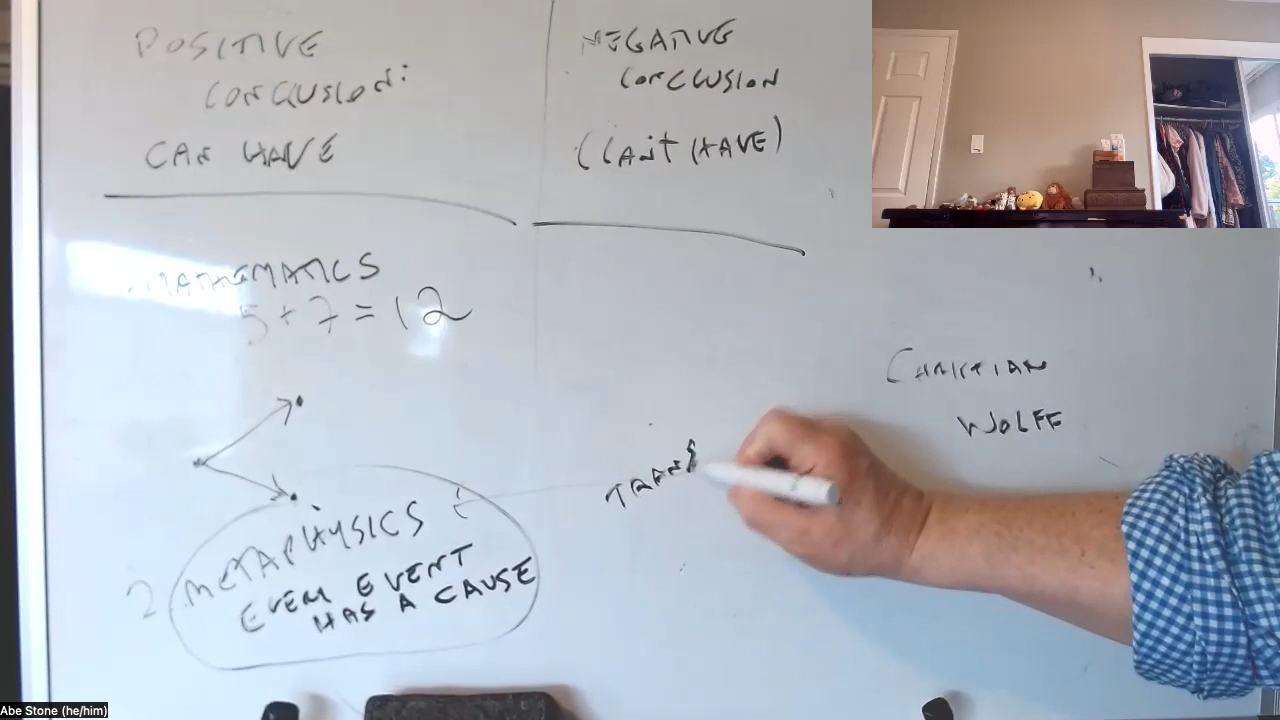 POSITIVE
CONCLUSION:
CAN HAVE
NEGATIVE
CONCLUSION
(CAN'T HAVE)
MATHEMATICS
5 + 7 = 12
CHRISTIAN
WOLFF
TRANS
2 METAPHYSICS
EVERY EVENT
HAS A CAUSE
Abe Stone (he/him)